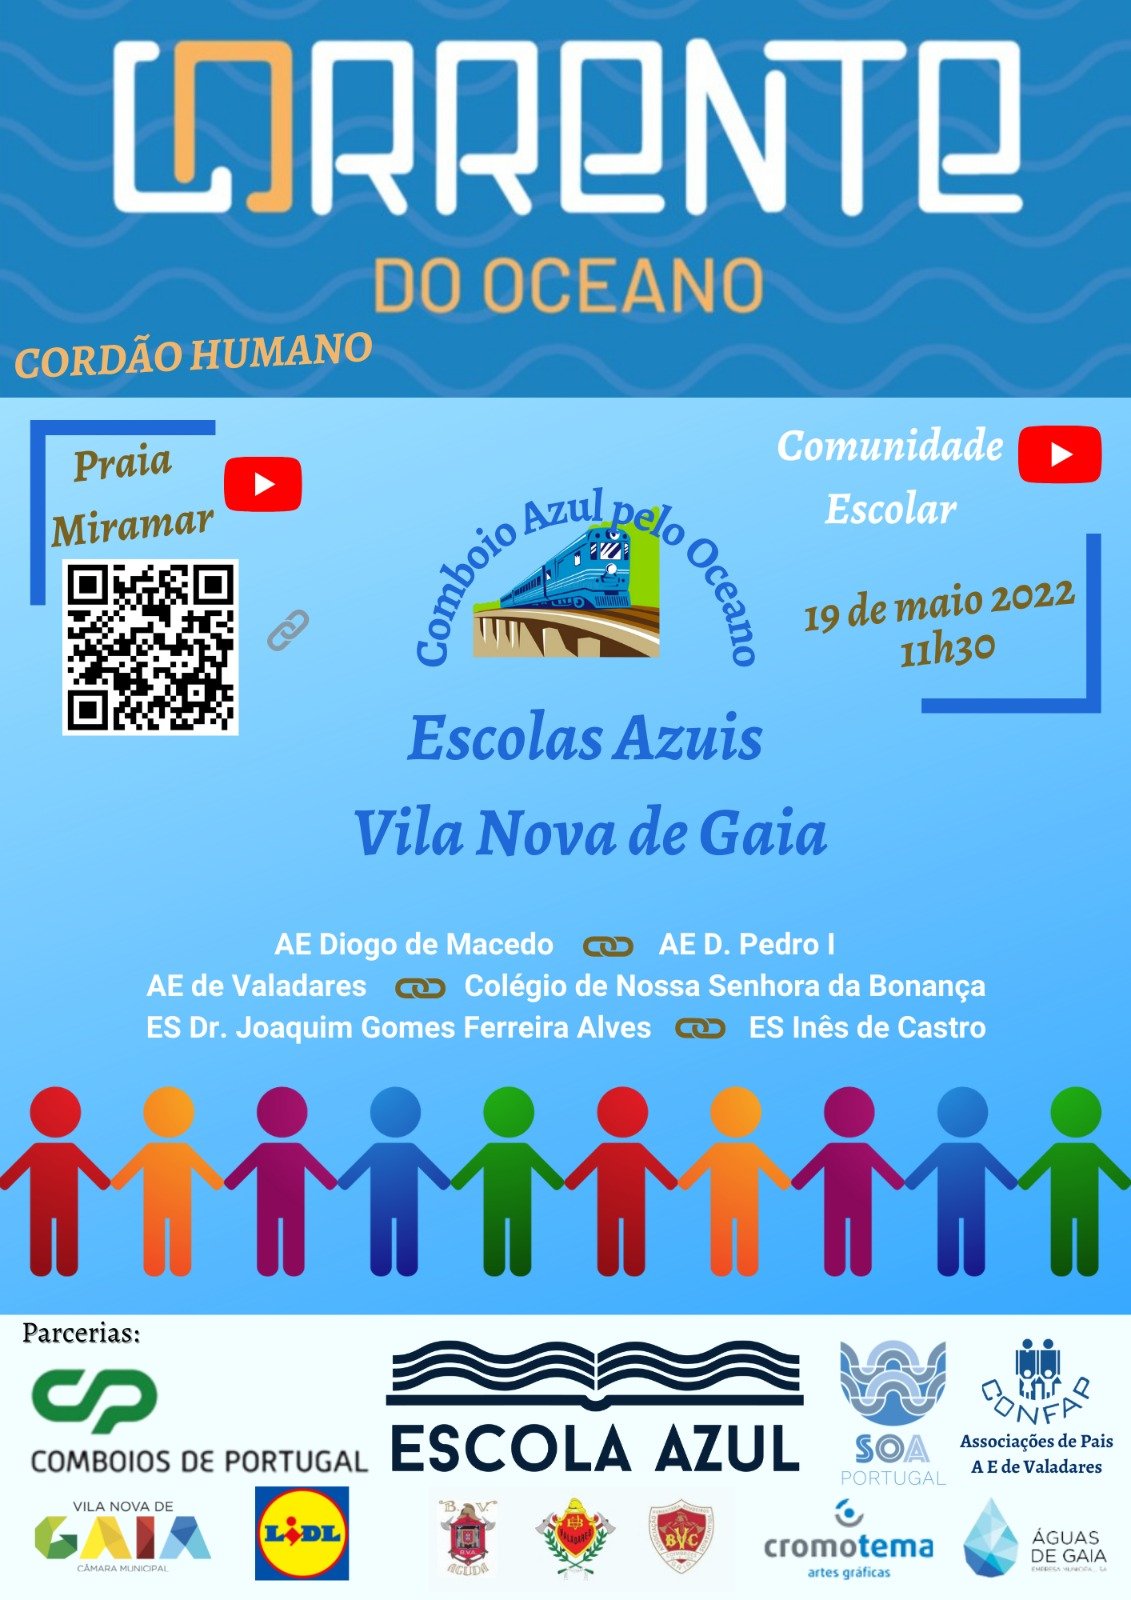 CORRENTE
DO OCEANO
CORDÃO HUMANO
Praia
Miramar
Comunidade
Escolar
19 de maio 2022
11h30
Comboio Azul pelo Oceano
Escolas Azuis
Vila Nova de Gaia
AE Diogo de Macedo AE D. Pedro I
AE de Valadares Colégio de Nossa Senhora da Bonança
ES Dr. Joaquim Gomes Ferreira Alves ES Inês de Castro
Parcerias:
CP
COMBOIOS DE PORTUGAL
ESCOLA AZUL
SOA
PORTUGAL
CONFAP
Associações de Pais
A E de Valadares
VILA NOVA DE
GAIA
CÂMARA MUNICIPAL
LIDL
B. V.
AGUDA
VALADARES
BVC
cromotema
artes gráficas
ÁGUAS
DE GAIA